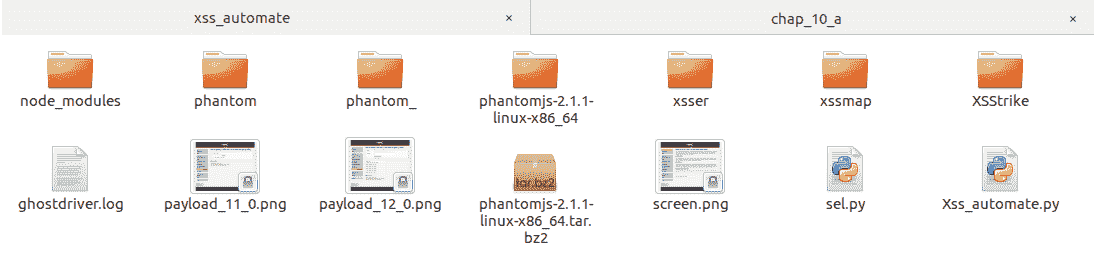 xss_automate × chap_10_a ×
node_modules phantom phantom_ phantomjs-2.1.1-
linux-x86_64 xsser xssmap XSStrike
tar.bz2
ghostdriver.log payload_11_0.png payload_12_0.png phantomjs-2.1.1-
linux-x86_64.tar.
bz2 screen.png sel.py Xss_automate.py